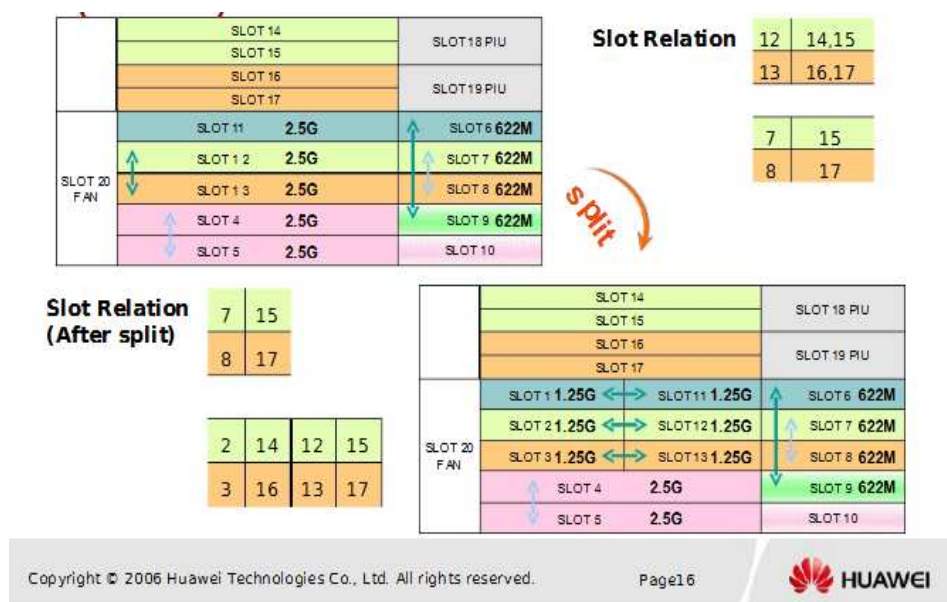 SLOT 14
SLOT 15
SLOT 16
SLOT 17
SLOT18 PIU
SLOT19 PIU
SLOT 20
FAN
SLOT 11 2.5G
SLOT 1 2 2.5G
SLOT 1 3 2.5G
SLOT 4 2.5G
SLOT 5 2.5G
SLOT6 622M
SLOT 7 622M
SLOT 8 622M
SLOT 9 622M
SLOT 10
Slot Relation
12 14,15
13 16,17
7 15
8 17
split
Slot Relation
(After split)
7 15
8 17
2 14 12 15
3 16 13 17
SLOT 14
SLOT 15
SLOT 16
SLOT 17
SLOT 18 PIU
SLOT 19 PIU
SLOT 20
FAN
SLOT 1 1.25G SLOT11 1.25G
SLOT 2 1.25G SLOT12 1.25G
SLOT 3 1.25G SLOT13 1.25G
SLOT 4 2.5G
SLOT 5 2.5G
SLOT6 622M
SLOT 7 622M
SLOT 8 622M
SLOT 9 622M
SLOT 10
Copyright © 2006 Huawei Technologies Co., Ltd. All rights reserved.
Page16
HUAWEI